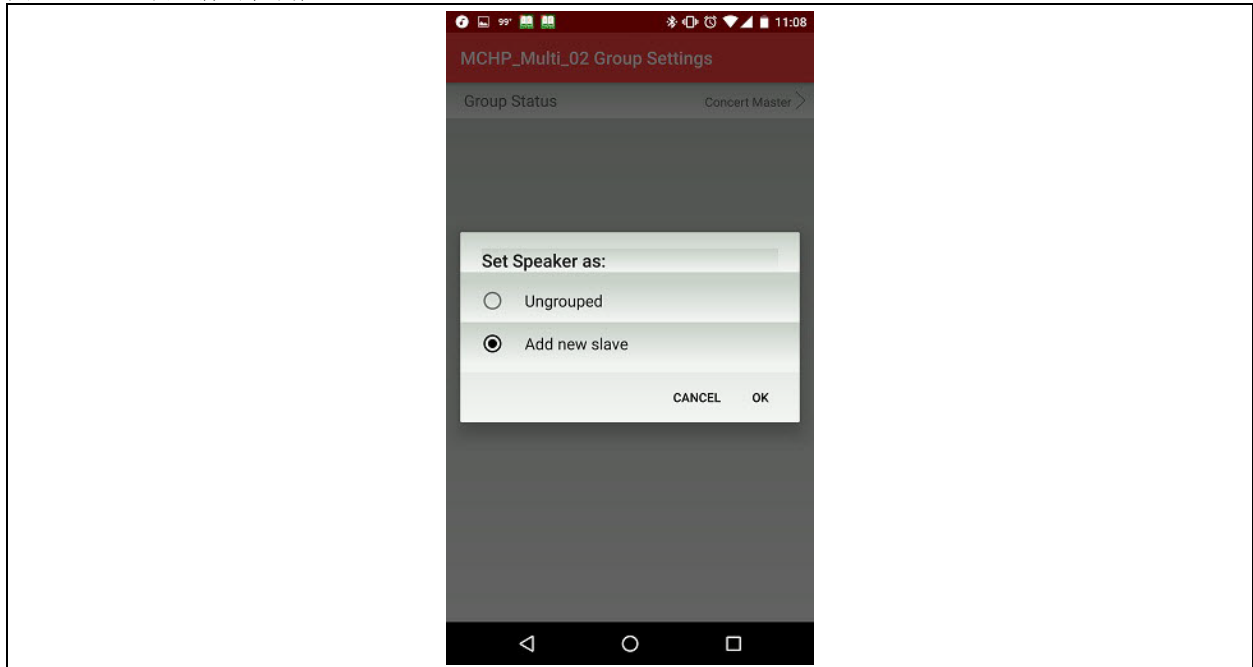 99°
11:08
MCHP_Multi_02 Group Settings
Group Status
Concert Master
Set Speaker as:
Ungrouped
Add new slave
CANCEL OK